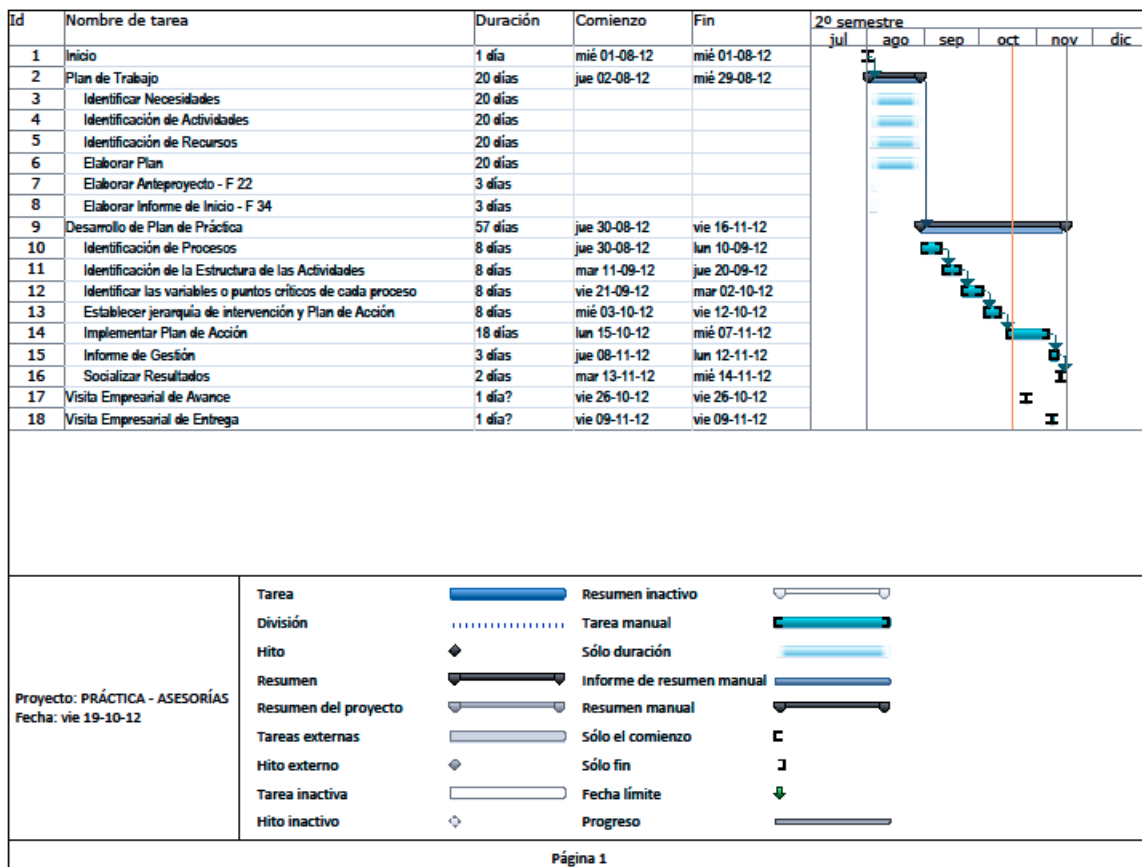 Id Nombre de tarea Duración Comienzo Fin 2º semestre
jul ago sep oct nov dic
1 Inicio 1 día mié 01-08-12 mié 01-08-12
2 Plan de Trabajo 20 días jue 02-08-12 mié 29-08-12
3 Identificar Necesidades 20 días
4 Identificación de Actividades 20 días
5 Identificación de Recursos 20 días
6 Elaborar Plan 20 días
7 Elaborar Anteproyecto - F 22 3 días
8 Elaborar Informe de Inicio - F 34 3 días
9 Desarrollo de Plan de Práctica 57 días jue 30-08-12 vie 16-11-12
10 Identificación de Procesos 8 días jue 30-08-12 lun 10-09-12
11 Identificación de la Estructura de las Actividades 8 días mar 11-09-12 jue 20-09-12
12 Identificar las variables o puntos críticos de cada proceso 8 días vie 21-09-12 mar 02-10-12
13 Establecer jerarquía de intervención y Plan de Acción 8 días mié 03-10-12 vie 12-10-12
14 Implementar Plan de Acción 18 días lun 15-10-12 mié 07-11-12
15 Informe de Gestión 3 días jue 08-11-12 lun 12-11-12
16 Socializar Resultados 2 días mar 13-11-12 mié 14-11-12
17 Visita Emprearial de Avance 1 día? vie 26-10-12 vie 26-10-12
18 Visita Empresarial de Entrega 1 día? vie 09-11-12 vie 09-11-12
Proyecto: PRÁCTICA - ASESORÍAS
Fecha: vie 19-10-12
Tarea Resumen inactivo
División Tarea manual
Hito Sólo duración
Resumen Informe de resumen manual
Resumen del proyecto Resumen manual
Tareas externas Sólo el comienzo
Hito externo Sólo fin
Tarea inactiva Fecha límite
Hito inactivo Progreso
Página 1